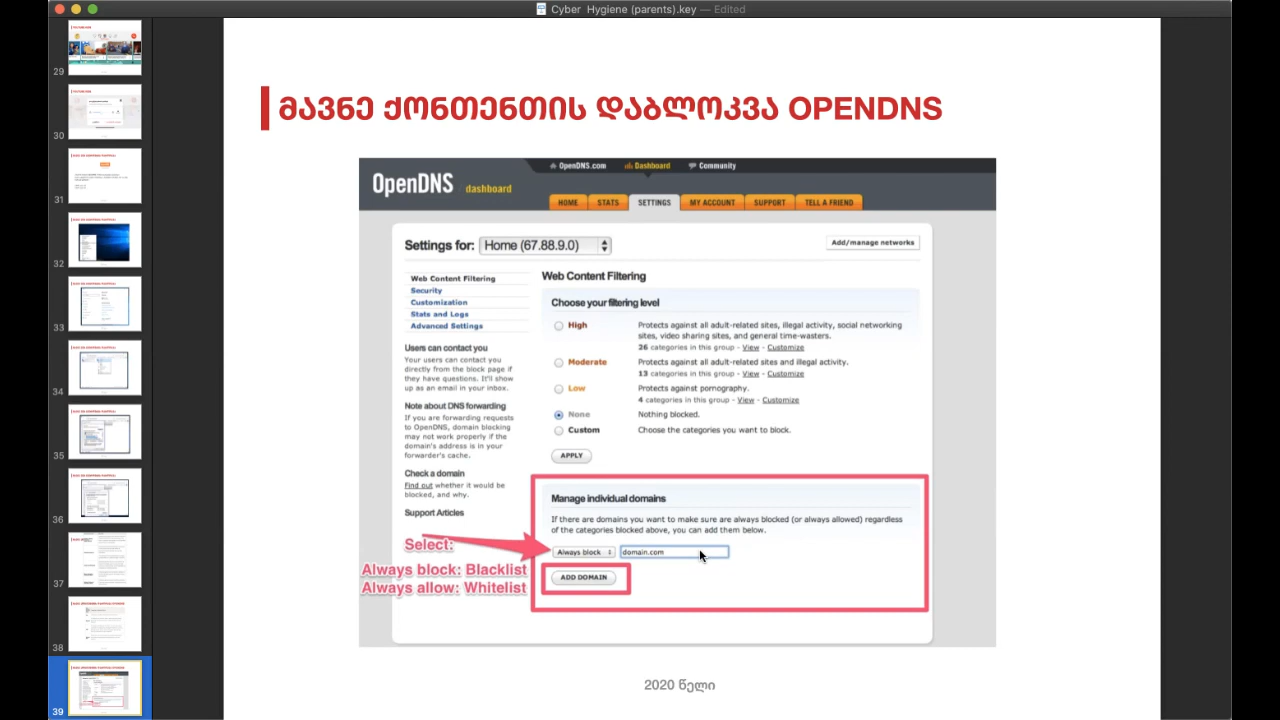 Cyber Hygiene (parents).key — Edited
მავნე ქონთენთის დაბლოკვა OPENDNS
OpenDNS.com Dashboard Community
OpenDNS dashboard
HOME STATS SETTINGS MY ACCOUNT SUPPORT TELL A FRIEND
Settings for: Home (67.88.9.0) Add/manage networks
Web Content Filtering
Security
Customization
Stats and Logs
Advanced Settings
Users can contact you
Your users can contact you
directly from the block page if
they have questions. It'll show
up as an email in your inbox.
Note about DNS forwarding
If you are forwarding requests
to OpenDNS, domain blocking
may not work properly if the
domain's address is in your
forwarder's cache.
Check a domain
Find out whether it would be
blocked, and why.
Support Articles
Web Content Filtering
Choose your filtering level
High Protects against all adult-related sites, illegal activity, social networking
sites, video sharing sites, and general time-wasters.
26 categories in this group - View - Customize
Moderate Protects against all adult-related sites and illegal activity.
13 categories in this group - View - Customize
Low Protects against pornography.
4 categories in this group - View - Customize
None Nothing blocked.
Custom Choose the categories you want to block.
APPLY
Manage individual domains
If there are domains you want to make sure are always blocked (or always allowed) regardless
of the categories blocked above, you can add them below.
Select:
Always block: Blacklist
Always allow: Whitelist
Always block domain.com
ADD DOMAIN
2020 წელი
29
30
31
32
33
34
35
36
37
38
39